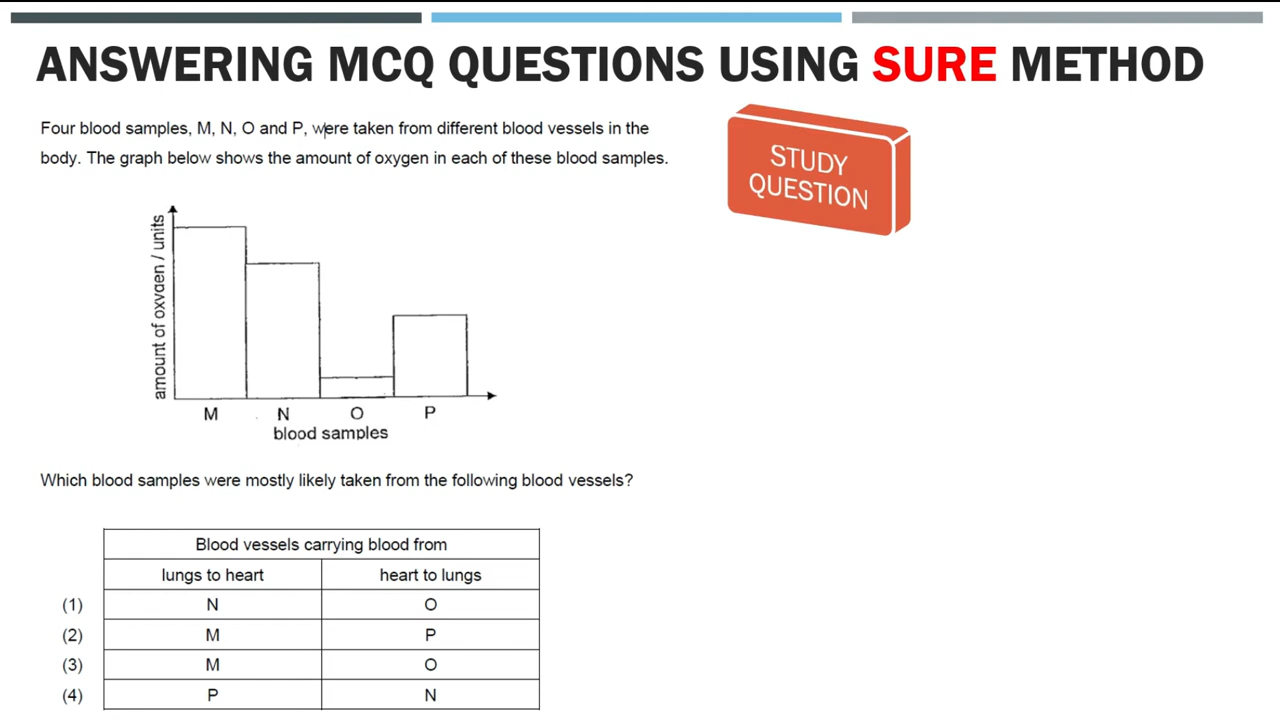 ANSWERING MCQ QUESTIONS USING SURE METHOD
Four blood samples, M, N, O and P, were taken from different blood vessels in the
body. The graph below shows the amount of oxygen in each of these blood samples.
STUDY
QUESTION
amount of oxygen / units
M N O P
blood samples
Which blood samples were mostly likely taken from the following blood vessels?
Blood vessels carrying blood from
lungs to heart heart to lungs
(1) N O
(2) M P
(3) M O
(4) P N